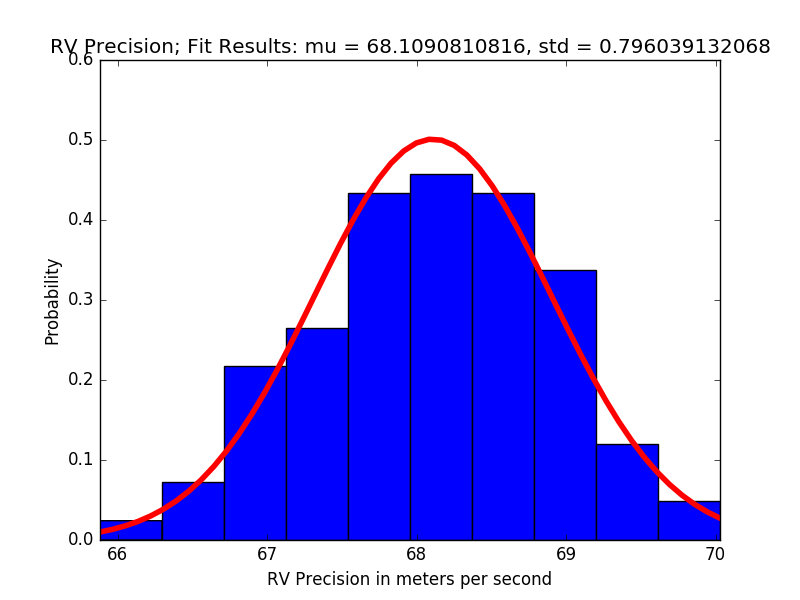 RV Precision; Fit Results: mu = 68.1090810816, std = 0.796039132068
0.6
0.5
0.4
0.3
0.2
0.1
0.0
Probability
66 67 68 69 70
RV Precision in meters per second